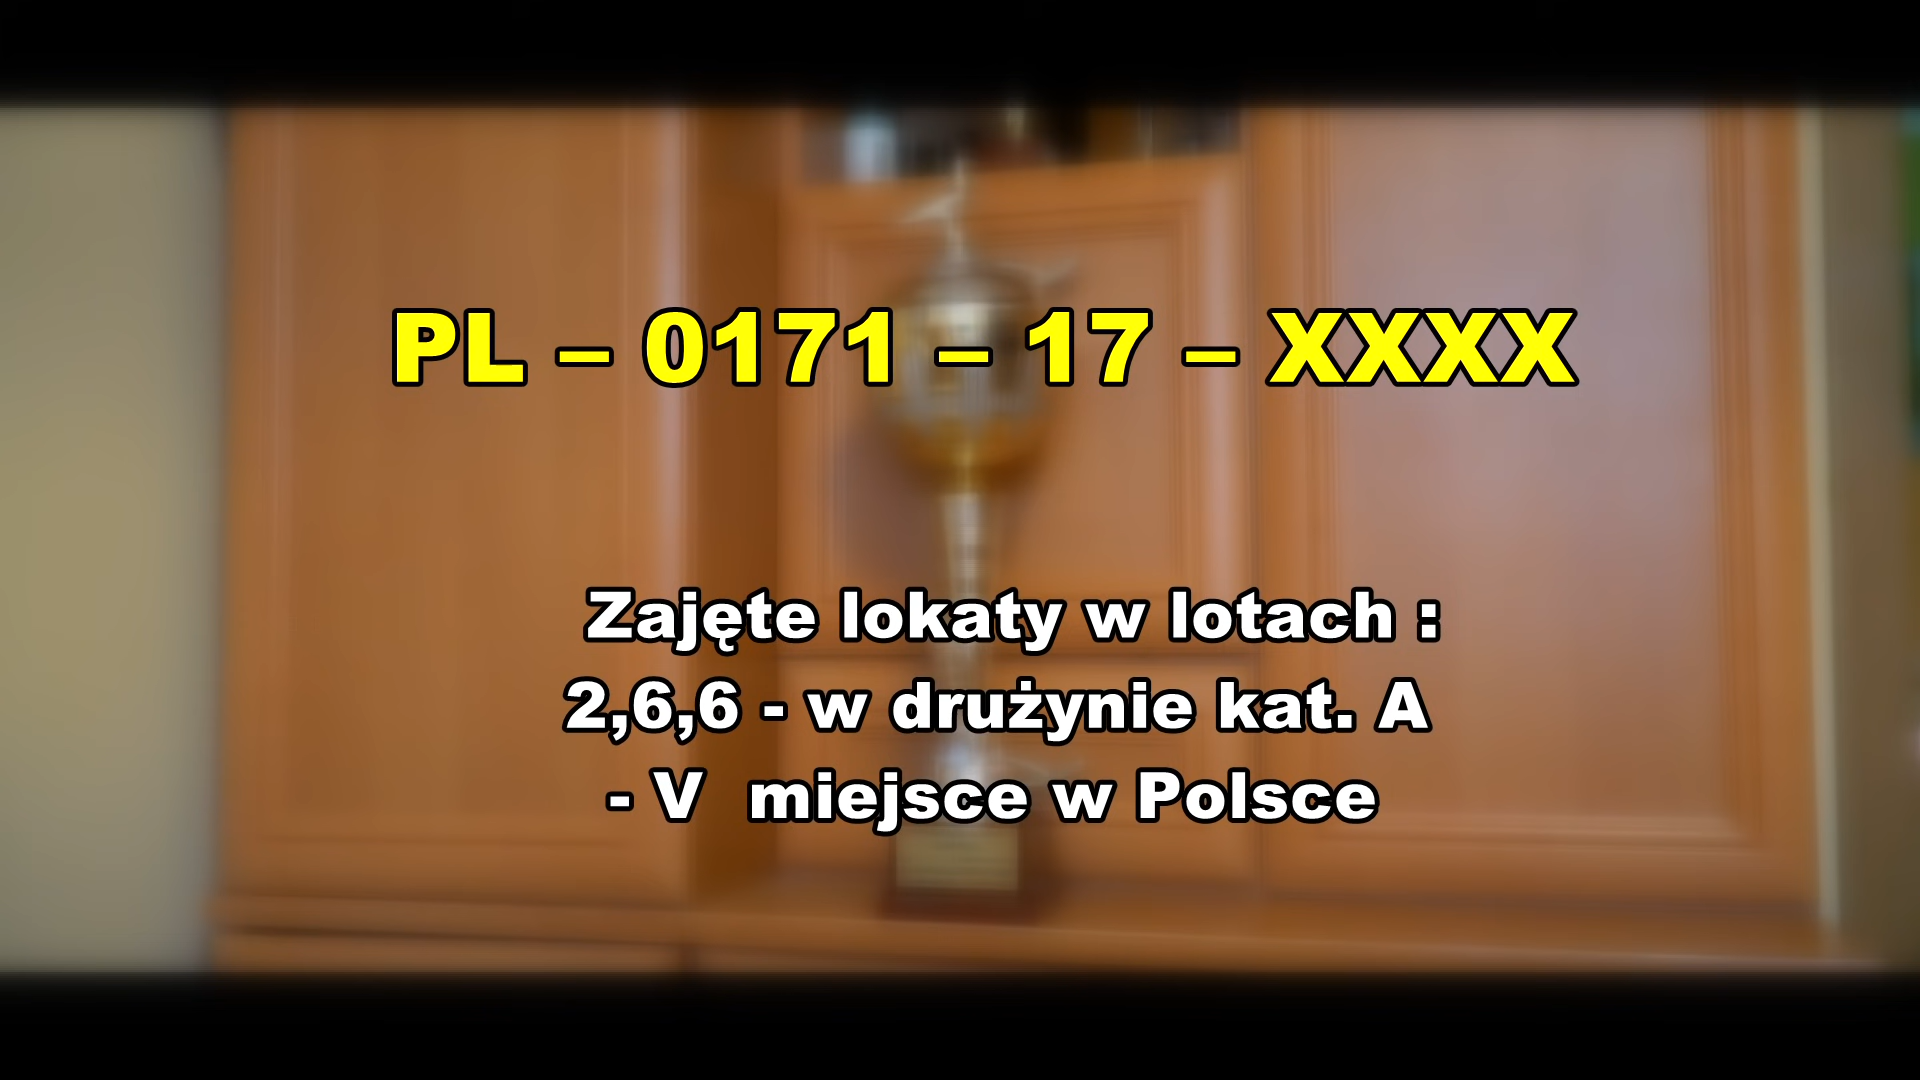 PL – 0171 – 17 – XXXX
Zajęte lokaty w lotach :
2,6,6 - w drużynie kat. A
- V miejsce w Polsce